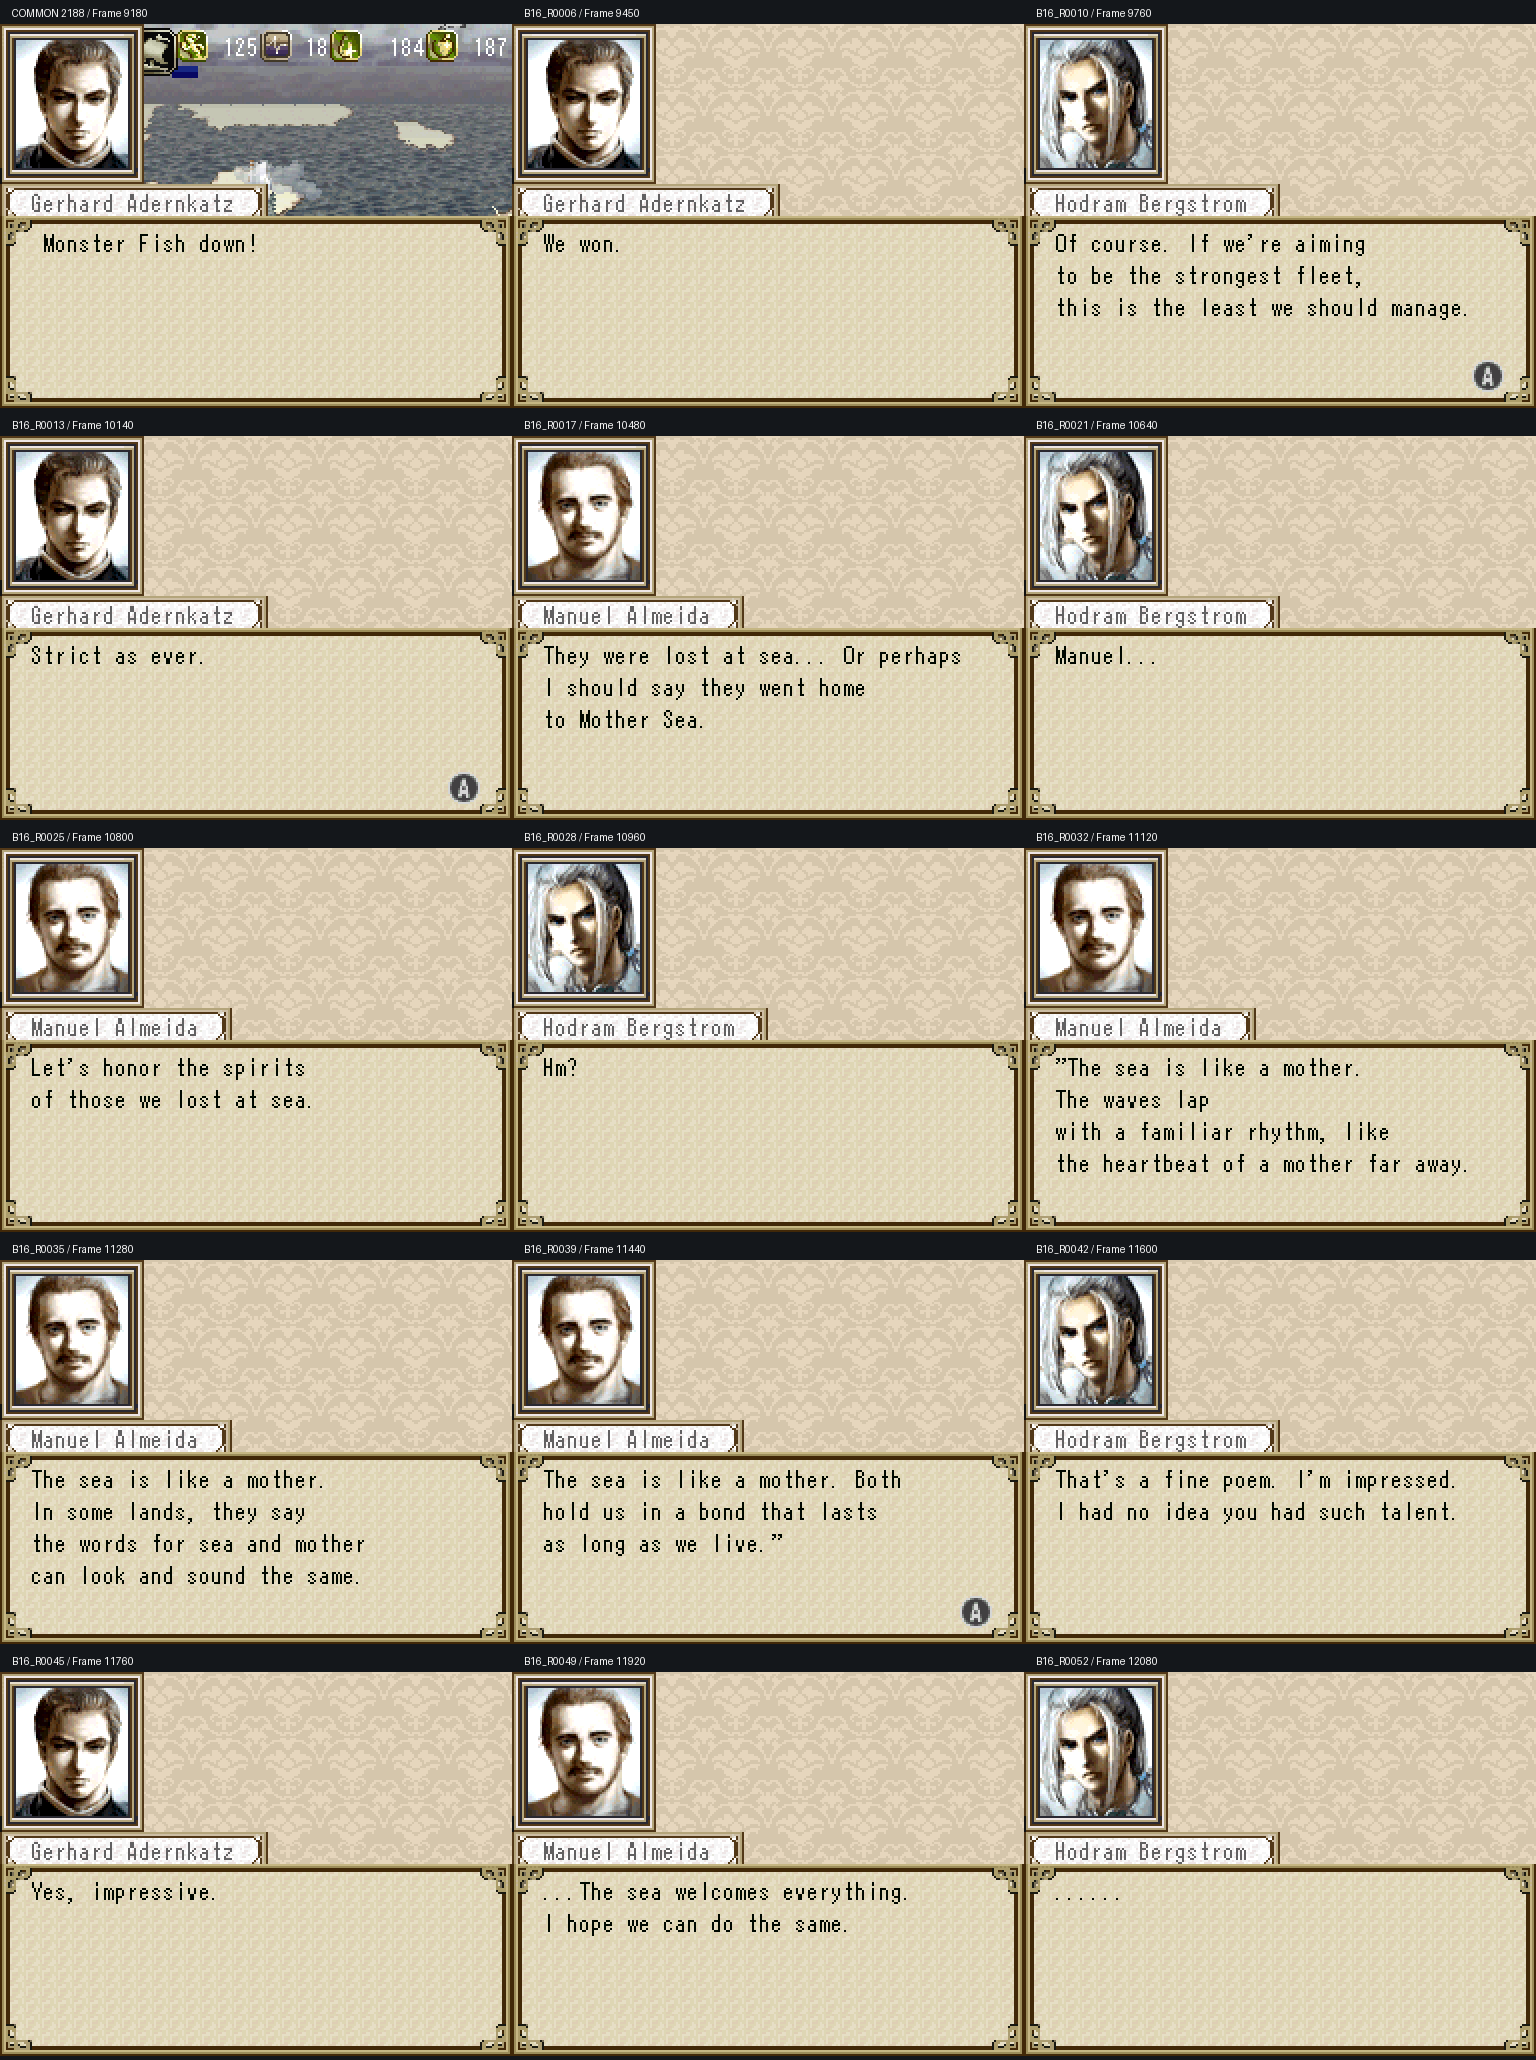 COMMON 2188 / Frame 9180
125 18 184 187
Gerhard Adernkatz
Monster Fish down!
B16_R0006 / Frame 9450
Gerhard Adernkatz
We won.
B16_R0010 / Frame 9760
Hodram Bergstrom
Of course. If we're aiming
to be the strongest fleet,
this is the least we should manage.
A
B16_R0013 / Frame 10140
Gerhard Adernkatz
Strict as ever.
A
B16_R0017 / Frame 10480
Manuel Almeida
They were lost at sea... Or perhaps
I should say they went home
to Mother Sea.
B16_R0021 / Frame 10640
Hodram Bergstrom
Manuel...
B16_R0025 / Frame 10800
Manuel Almeida
Let's honor the spirits
of those we lost at sea.
B16_R0028 / Frame 10960
Hodram Bergstrom
Hm?
B16_R0032 / Frame 11120
Manuel Almeida
”The sea is like a mother.
The waves lap
with a familiar rhythm, like
the heartbeat of a mother far away.
B16_R0035 / Frame 11280
Manuel Almeida
The sea is like a mother.
In some lands, they say
the words for sea and mother
can look and sound the same.
B16_R0039 / Frame 11440
Manuel Almeida
The sea is like a mother. Both
hold us in a bond that lasts
as long as we live.”
A
B16_R0042 / Frame 11600
Hodram Bergstrom
That's a fine poem. I'm impressed.
I had no idea you had such talent.
B16_R0045 / Frame 11760
Gerhard Adernkatz
Yes, impressive.
B16_R0049 / Frame 11920
Manuel Almeida
...The sea welcomes everything.
I hope we can do the same.
B16_R0052 / Frame 12080
Hodram Bergstrom
......